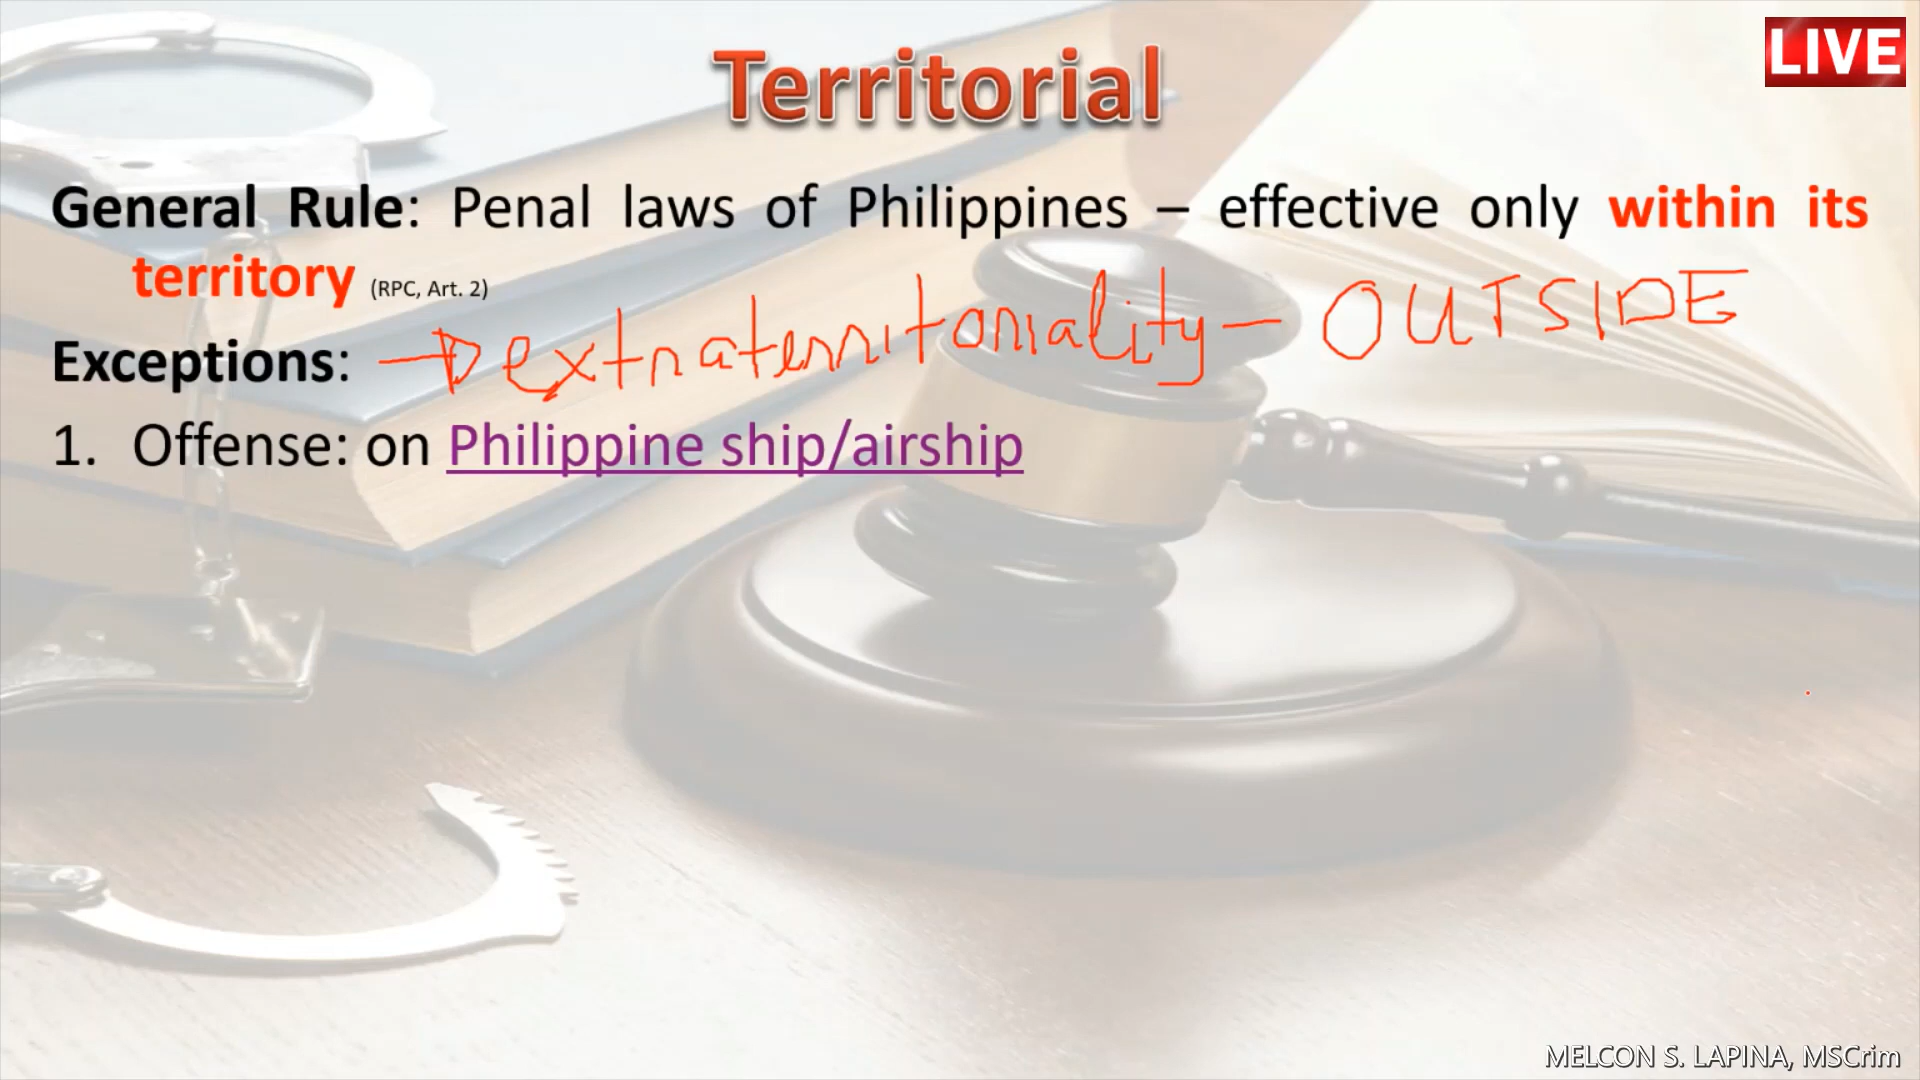 LIVE
Territorial
General Rule: Penal laws of Philippines – effective only within its
territory (RPC, Art. 2)
Exceptions: → extraterritoriality - OUTSIDE
1. Offense: on Philippine ship/airship
MELCON S. LAPINA, MSCrim